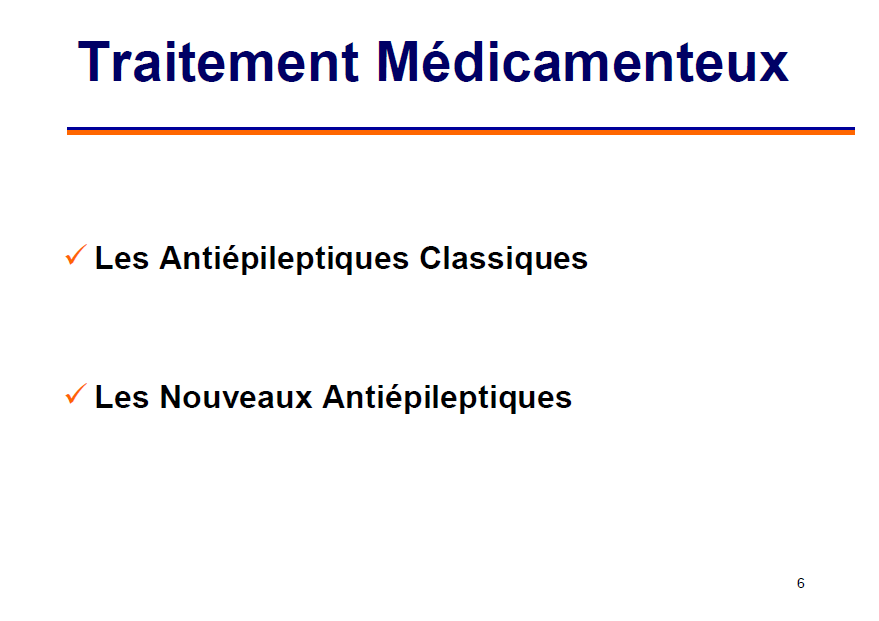 Traitement Médicamenteux
✓ Les Antiépileptiques Classiques
✓ Les Nouveaux Antiépileptiques
6